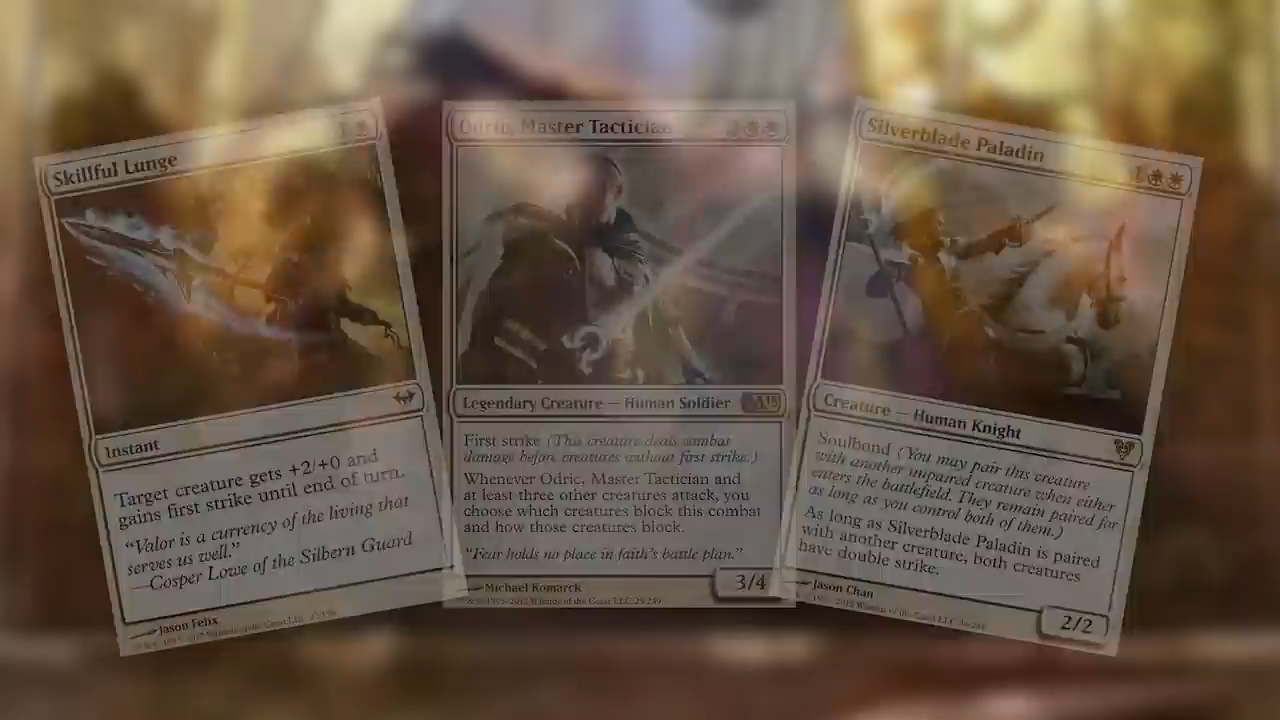 Skillful Lunge
Instant
Target creature gets +2/+0 and
gains first strike until end of turn.
“Valor is a currency of the living that
serves us well.”
—Cosper Lowe of the Silbern Guard
Jason Felix
Odric, Master Tactician
Legendary Creature — Human Soldier
First strike (This creature deals combat
damage before creatures without first strike.)
Whenever Odric, Master Tactician and
at least three other creatures attack, you
choose which creatures block this combat
and how those creatures block.
“Fear holds no place in faith’s battle plan.”
Michael Komarck
3/4
Silverblade Paladin
1
Creature — Human Knight
Soulbond (You may pair this creature
with another unpaired creature when either
enters the battlefield. They remain paired for
as long as you control both of them.)
As long as Silverblade Paladin is paired
with another creature, both creatures
have double strike.
Jason Chan
2/2